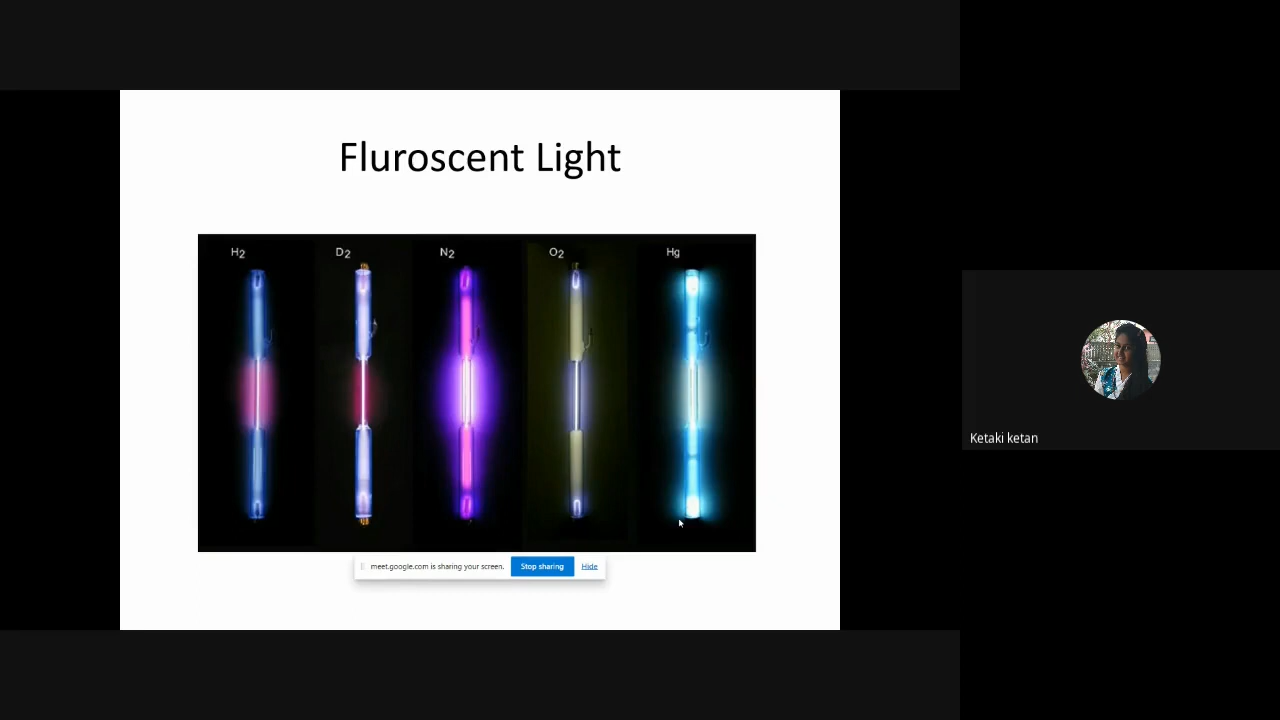 Fluroscent Light
H2 D2 N2 O2 Hg
meet.google.com is sharing your screen. Stop sharing Hide
Ketaki ketan